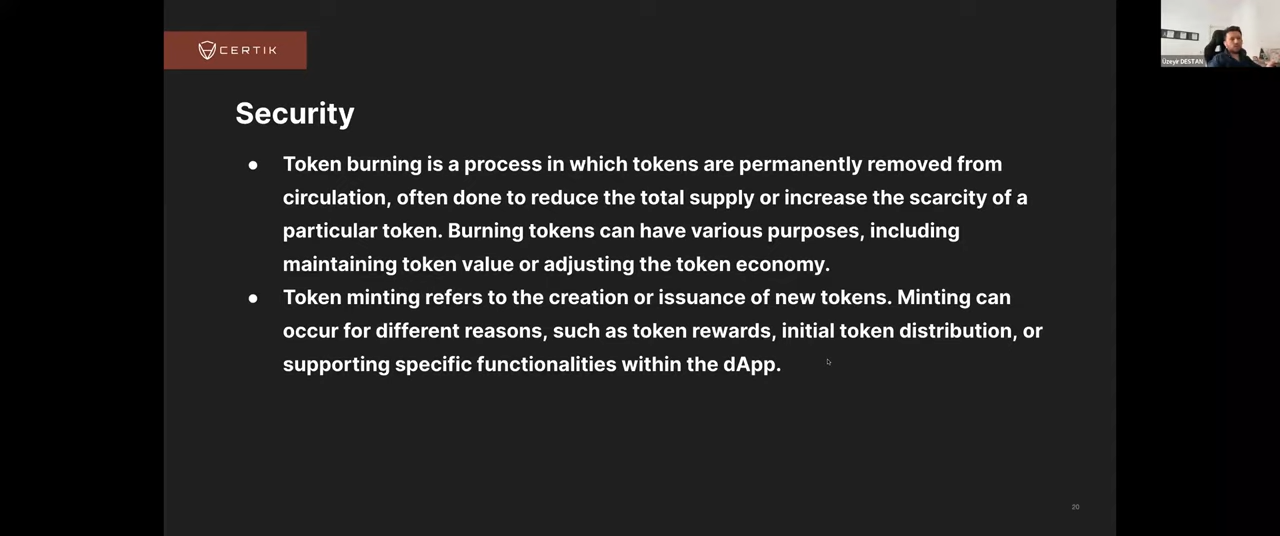 CERTIK
Üzeyir DESTAN
Security
● Token burning is a process in which tokens are permanently removed from
circulation, often done to reduce the total supply or increase the scarcity of a
particular token. Burning tokens can have various purposes, including
maintaining token value or adjusting the token economy.
● Token minting refers to the creation or issuance of new tokens. Minting can
occur for different reasons, such as token rewards, initial token distribution, or
supporting specific functionalities within the dApp.
20